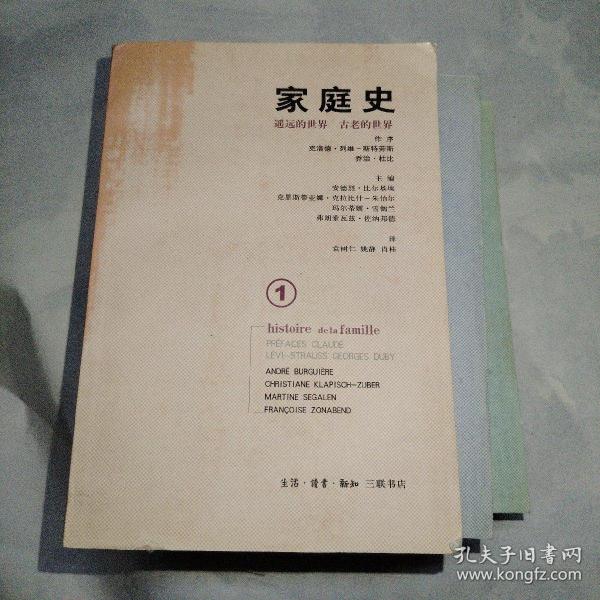 家庭史
遥远的世界 古老的世界
作序
克洛德·列维-斯特劳斯
乔治·杜比
主编
安德烈·比尔基埃
克里斯蒂亚娜·克拉比什-朱伯尔
玛尔蒂娜·雪伽兰
弗朗索瓦兹·佐纳邦德
译
袁树仁 姚静 肖桂
1
histoire de la famille
PRÉFACES CLAUDE
LÉVI-STRAUSS GEORGES DUBY
ANDRÉ BURGUIÈRE
CHRISTIANE KLAPISCH-ZUBER
MARTINE SEGALEN
FRANÇOISE ZONABEND
生活·讀書·新知 三联书店
孔夫子旧书网
www.kongfz.com